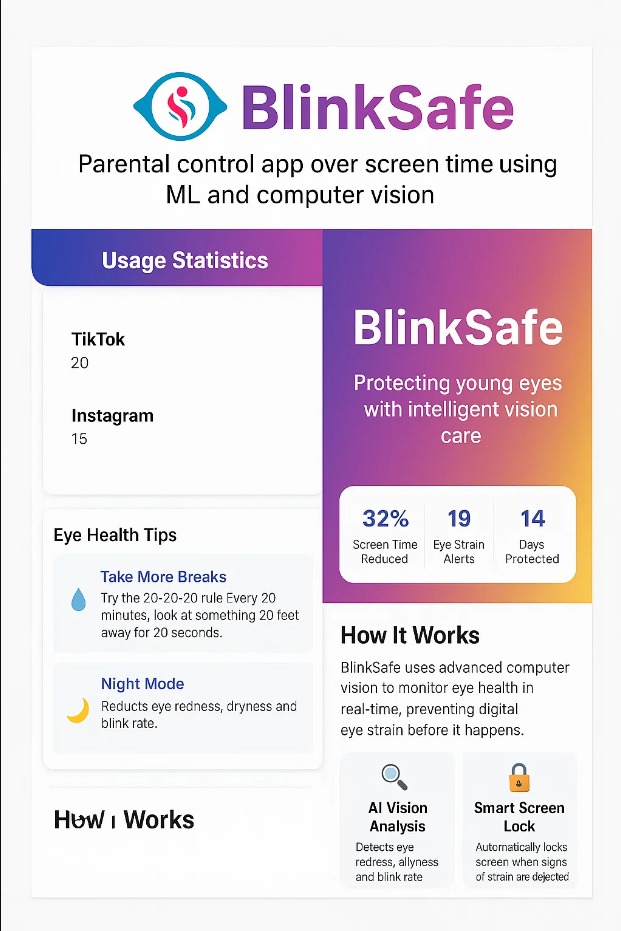 BlinkSafe
Parental control app over screen time using
ML and computer vision
Usage Statistics
TikTok
20
Instagram
15
Eye Health Tips
Take More Breaks
Try the 20-20-20 rule Every 20
minutes, look at something 20 feet
away for 20 seconds.
Night Mode
Reducts eye redness, dryness and
blink rate.
Works
BlinkSafe
Protecting young eyes
with intelligent vision
care
32%
Screen Time
Reduced
19
Eye Strain
Alerts
14
Days
Protected
How It Works
BlinkSafe uses advanced computer
vision to monitor eye health in
real-time, preventing digital
eye strain before it happens.
AI Vision
Analysis
Detects eye
redress, allyness
and blink rate
Smart Screen
Lock
Automatically locks
screen when signs
of strain are dejected